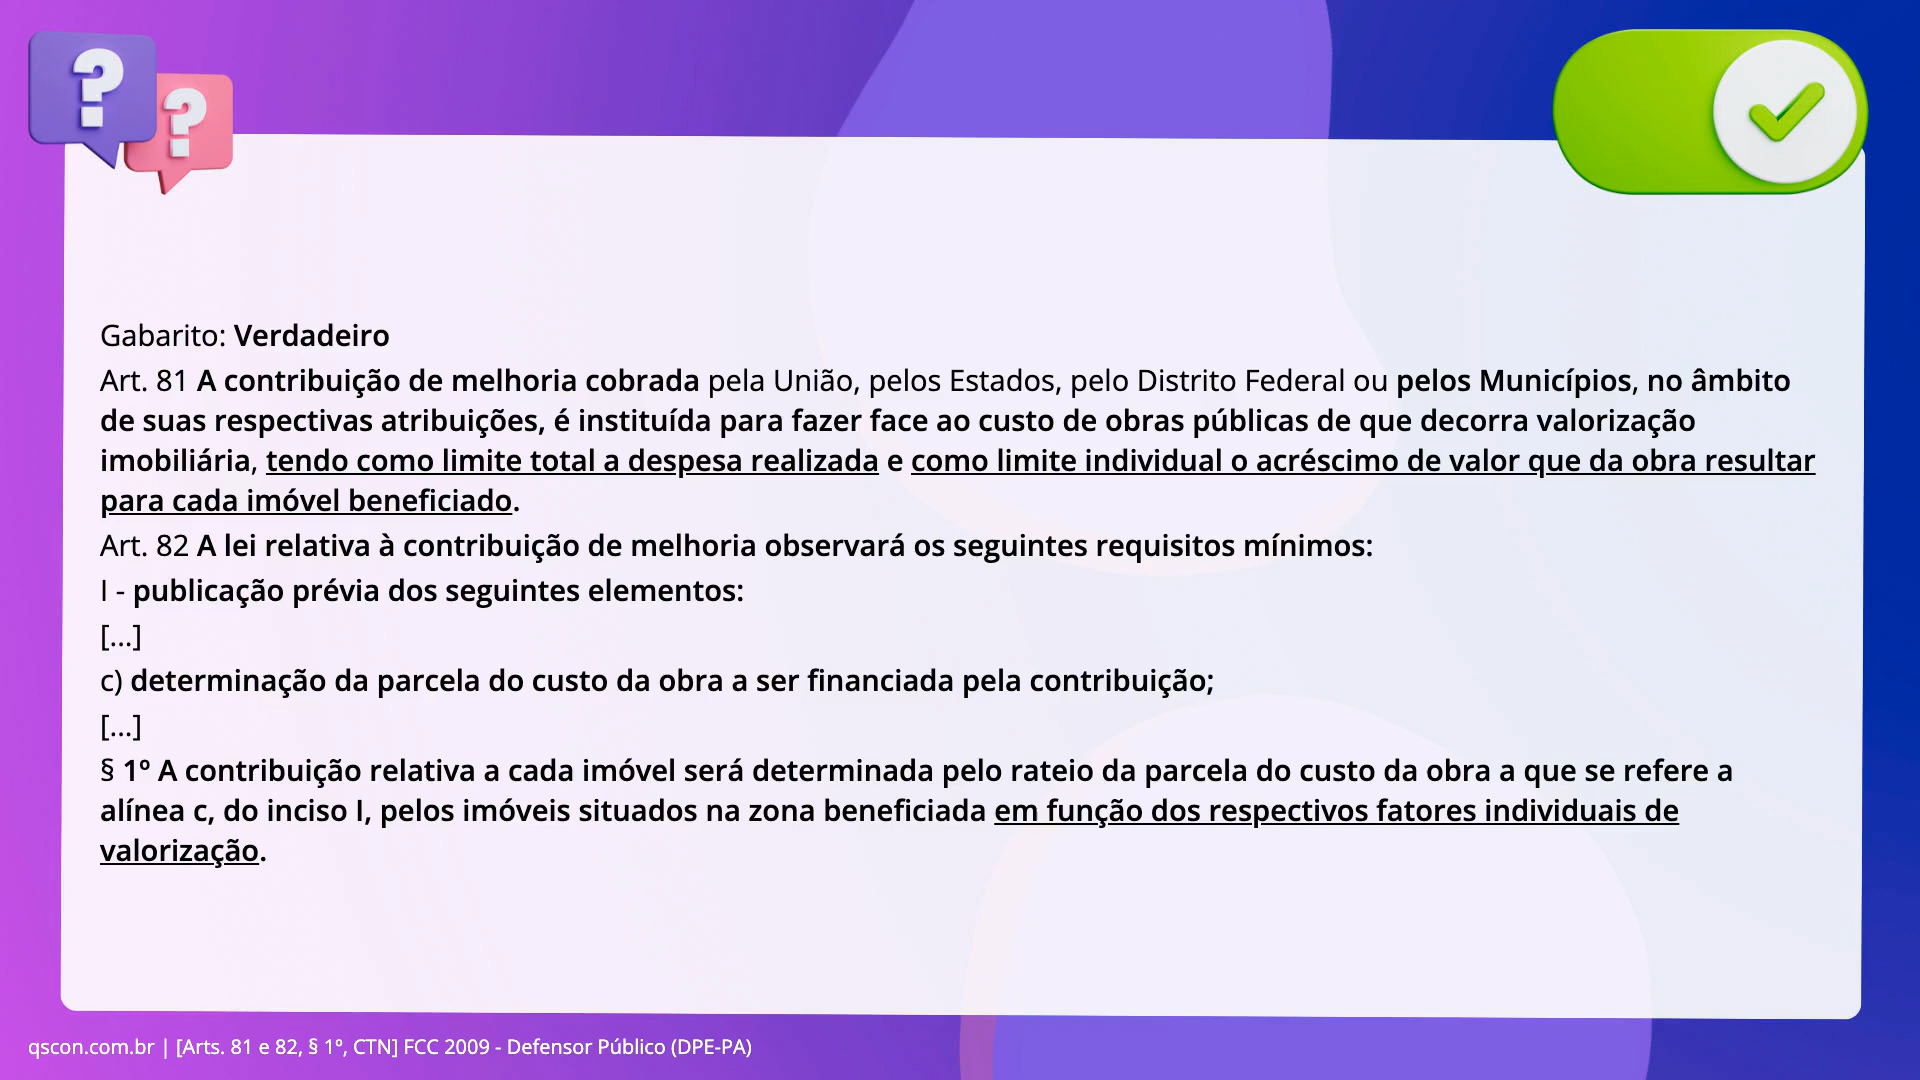 ? ?
Gabarito: Verdadeiro
Art. 81 A contribuição de melhoria cobrada pela União, pelos Estados, pelo Distrito Federal ou pelos Municípios, no âmbito
de suas respectivas atribuições, é instituída para fazer face ao custo de obras públicas de que decorra valorização
imobiliária, tendo como limite total a despesa realizada e como limite individual o acréscimo de valor que da obra resultar
para cada imóvel beneficiado.
Art. 82 A lei relativa à contribuição de melhoria observará os seguintes requisitos mínimos:
I - publicação prévia dos seguintes elementos:
[...]
c) determinação da parcela do custo da obra a ser financiada pela contribuição;
[...]
§ 1º A contribuição relativa a cada imóvel será determinada pelo rateio da parcela do custo da obra a que se refere a
alínea c, do inciso I, pelos imóveis situados na zona beneficiada em função dos respectivos fatores individuais de
valorização.
qscon.com.br | [Arts. 81 e 82, § 1º, CTN] FCC 2009 - Defensor Público (DPE-PA)